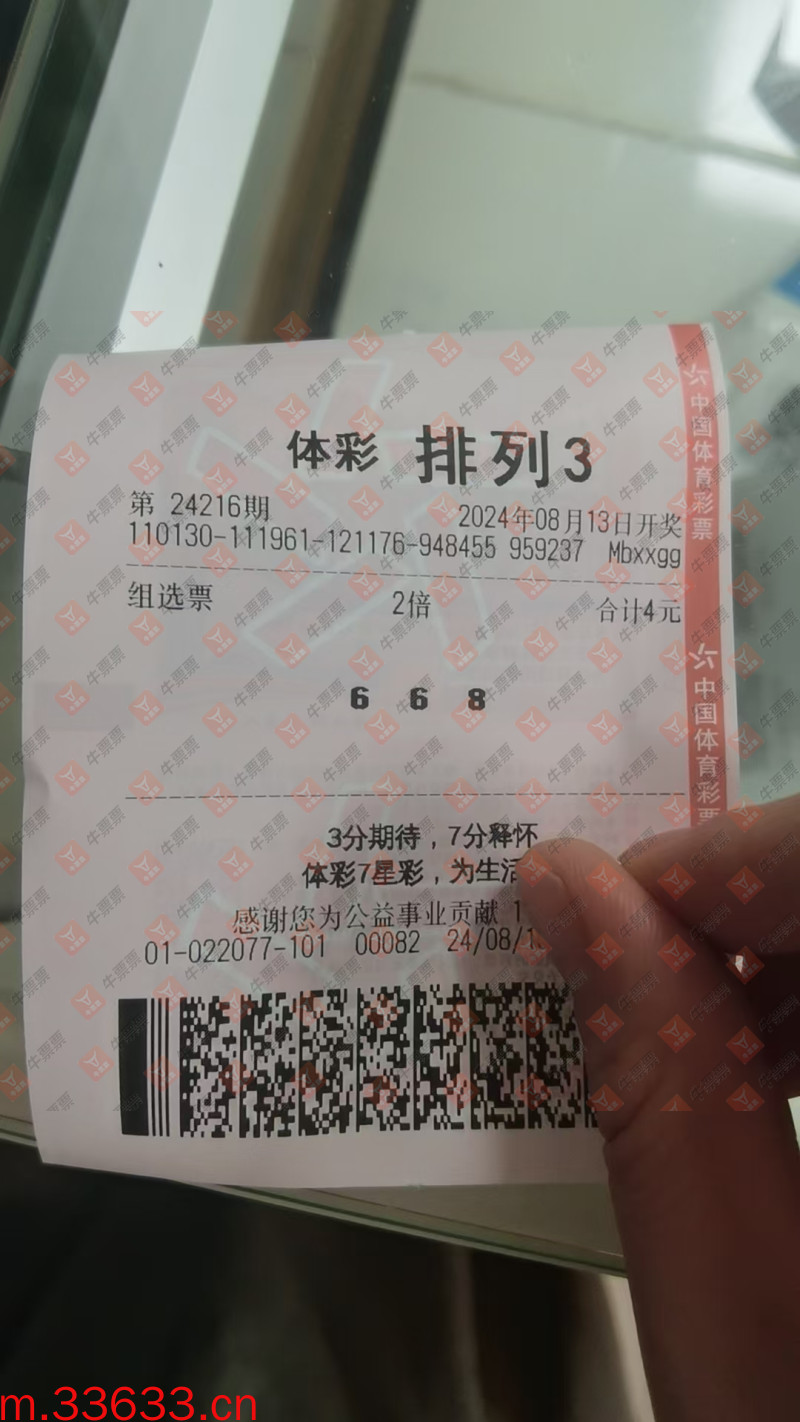 体彩 排列3
第 24216期 2024年08月13日开奖
110130-111961-121176-948455 959237 Mbxxgg
组选票 2倍 合计4元
6 6 8
3分期待，7分释怀
体彩7星彩，为生活
感谢您为公益事业贡献 1
01-022077-101 00082 24/08/1
中国体育彩票
中国体育彩票
牛票票
m.33633.cn